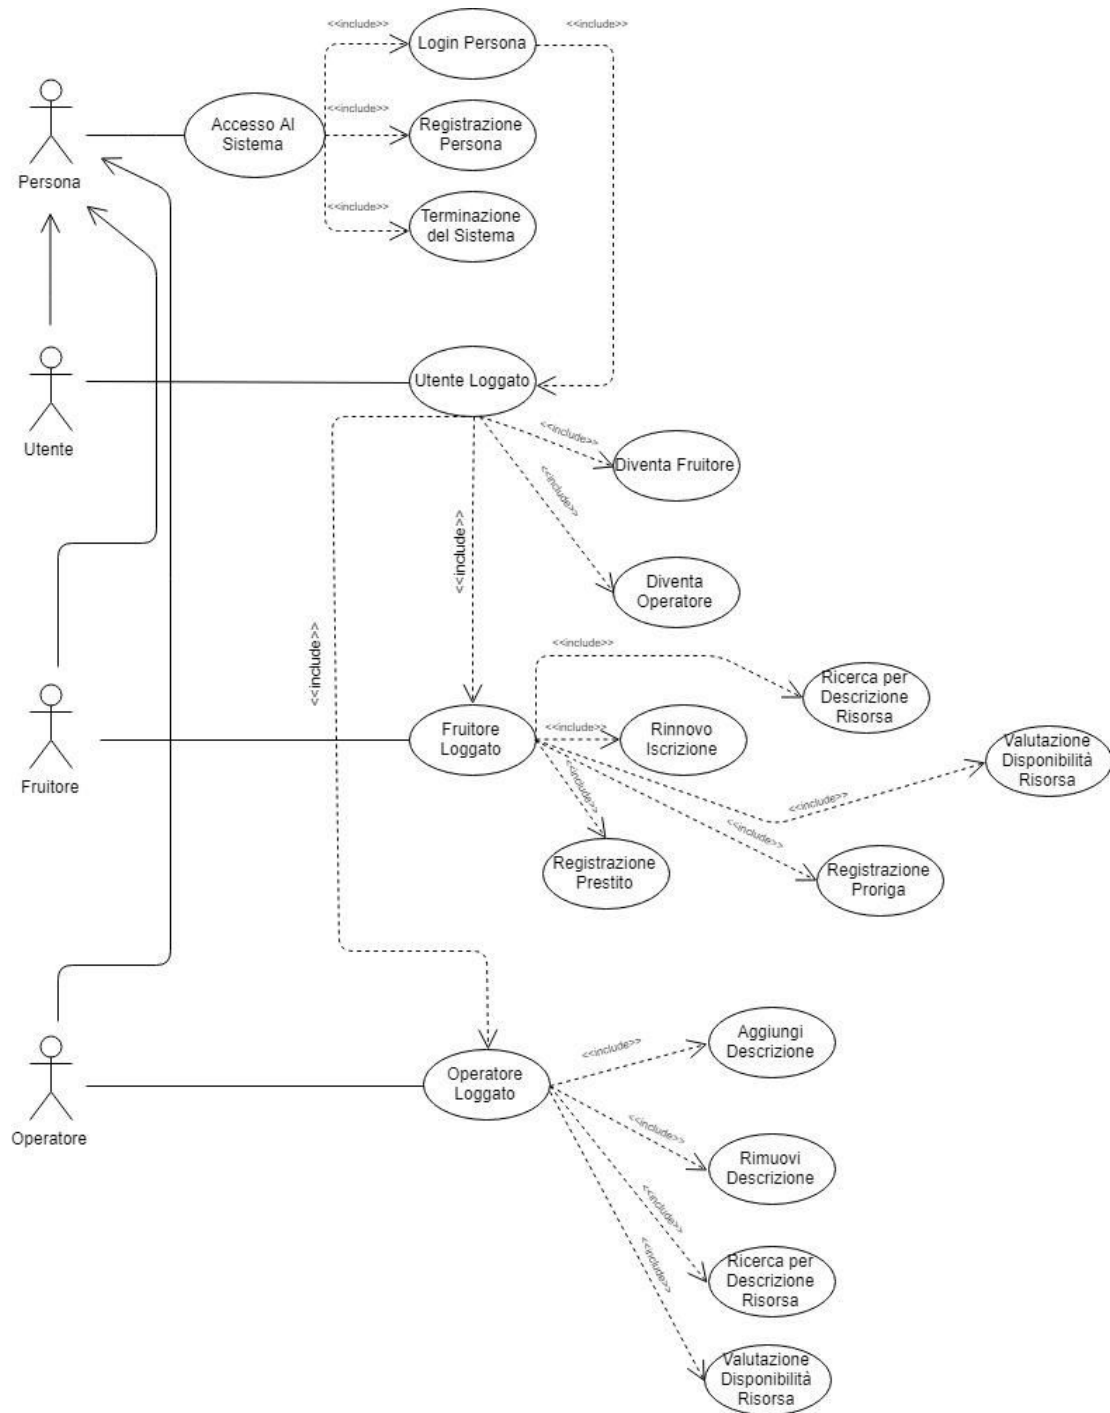 <<include>>
Login Persona
<<include>>
Accesso Al
Sistema
<<include>>
Registrazione
Persona
Persona
<<include>>
Terminazione
del Sistema
Utente Loggato
Utente
<<include>>
Diventa Fruitore
<<include>>
<<include>>
Diventa
Operatore
<<include>>
<<include>>
Ricerca per
Descrizione
Risorsa
Fruitore
Loggato
<<include>>
Rinnovo
Iscrizione
Valutazione
Disponibilità
Risorsa
Fruitore
<<include>>
<<include>>
<<include>>
Registrazione
Prestito
Registrazione
Proriga
Aggiungi
Descrizione
<<include>>
Operatore
Loggato
Operatore
<<include>>
Rimuovi
Descrizione
<<include>>
Ricerca per
Descrizione
Risorsa
<<include>>
Valutazione
Disponibilità
Risorsa